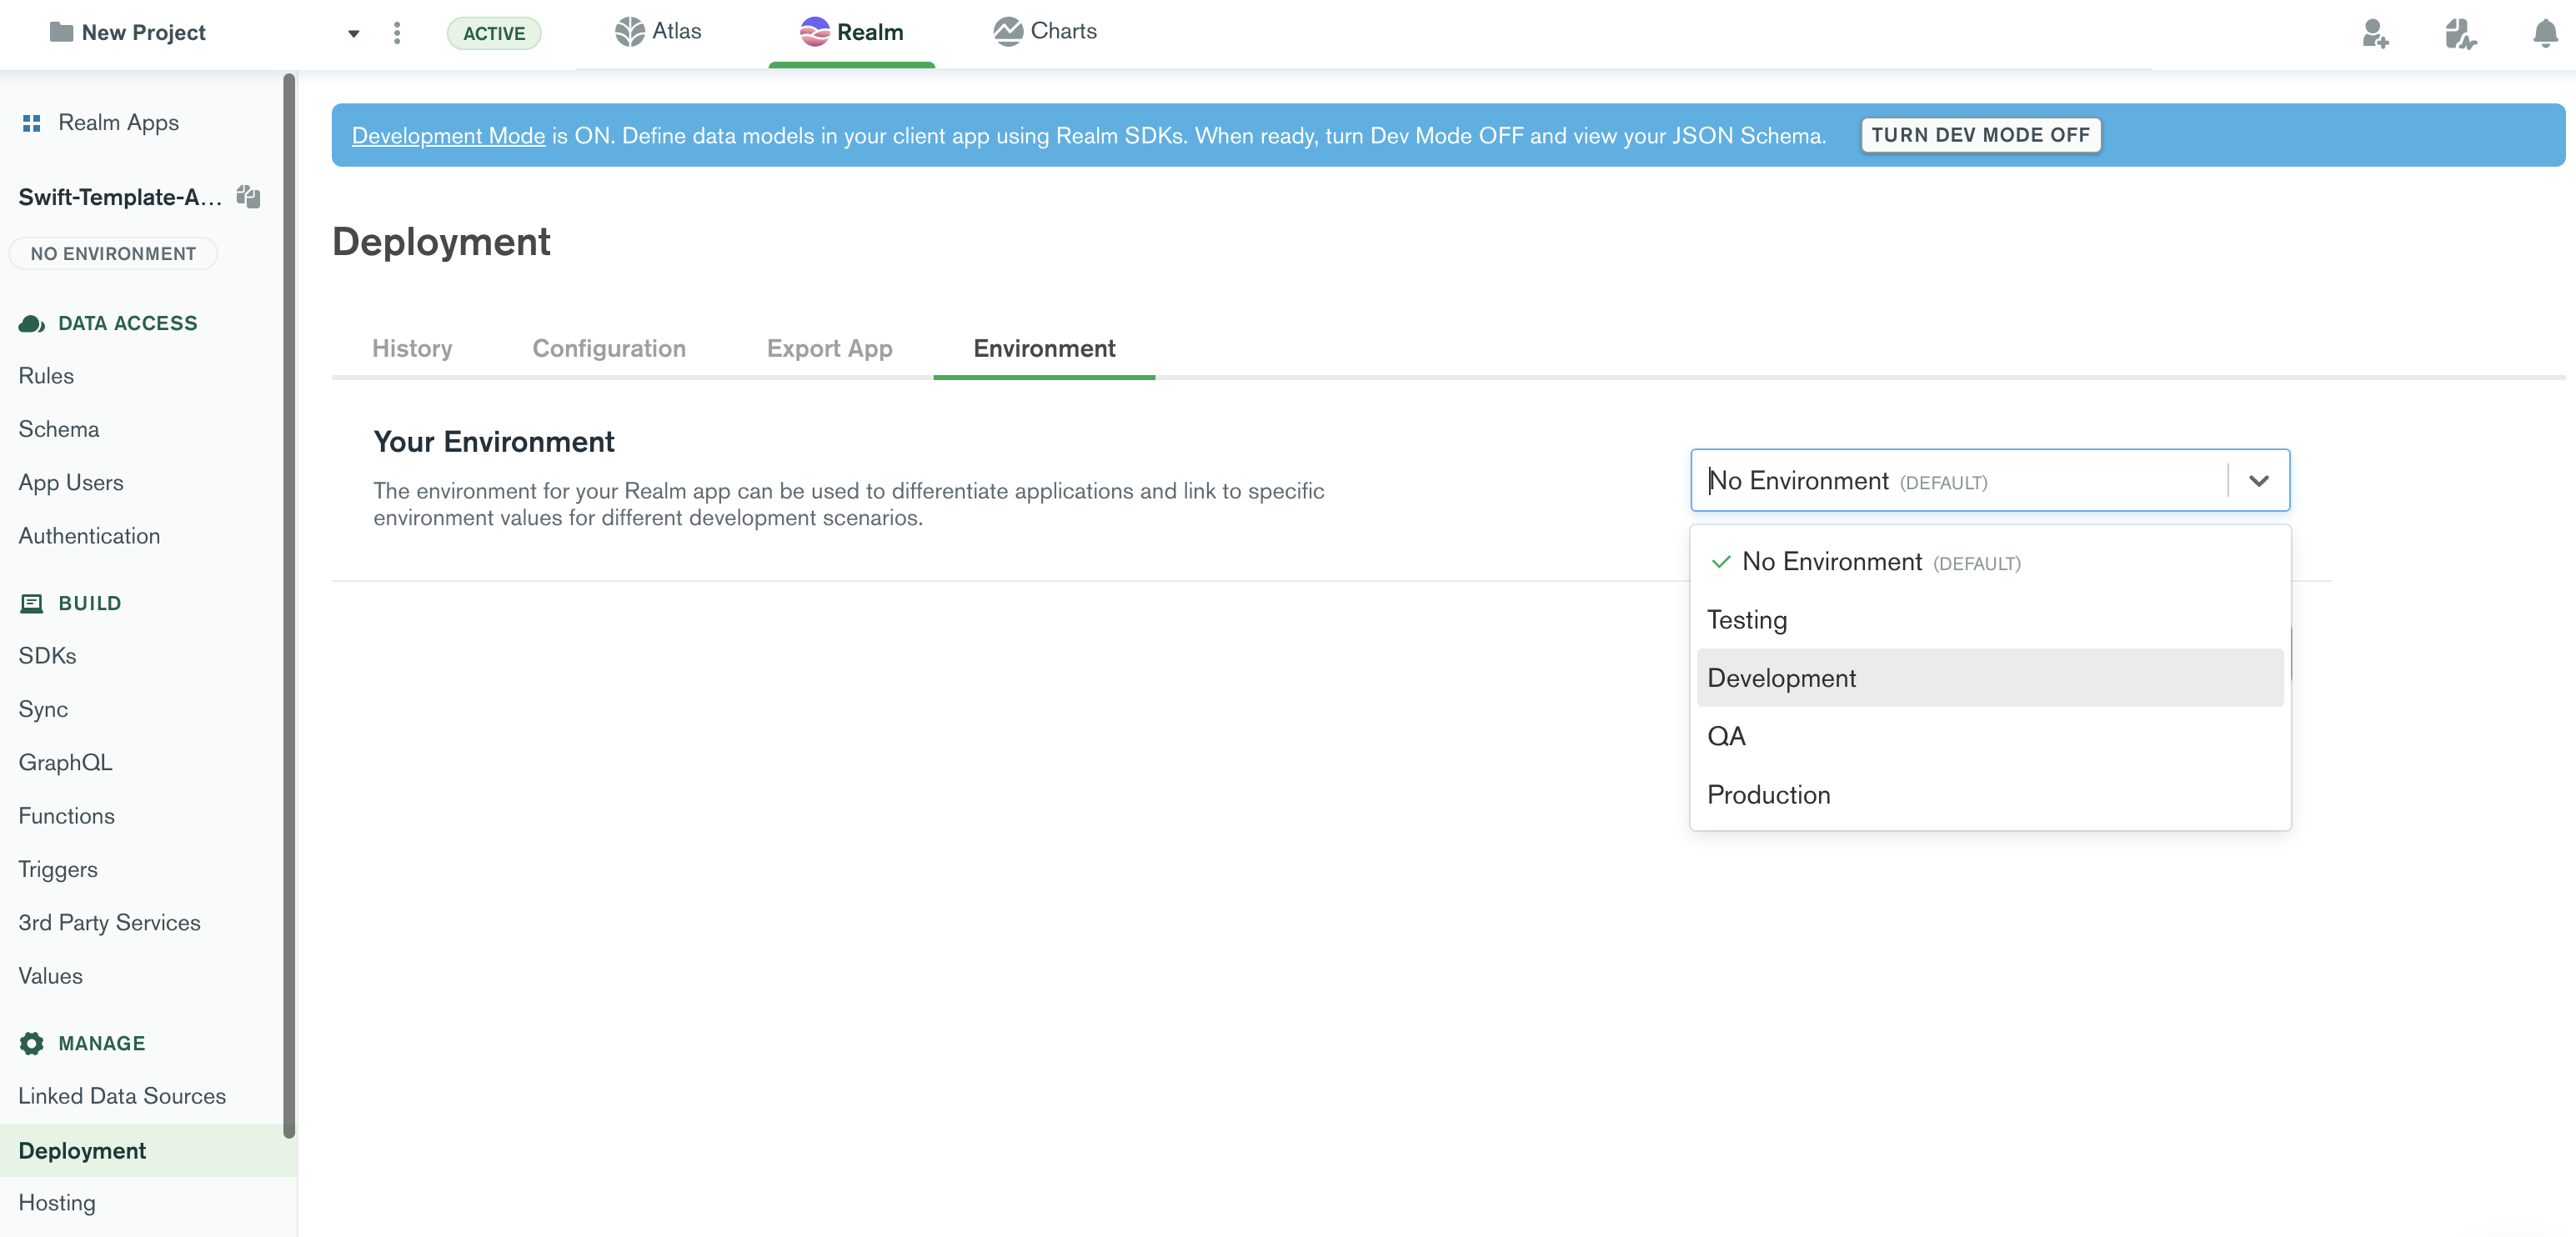 New Project
ACTIVE
Atlas
Realm
Charts
Realm Apps
Swift-Template-A...
NO ENVIRONMENT
DATA ACCESS
Rules
Schema
App Users
Authentication
BUILD
SDKs
Sync
GraphQL
Functions
Triggers
3rd Party Services
Values
MANAGE
Linked Data Sources
Deployment
Hosting
Development Mode is ON. Define data models in your client app using Realm SDKs. When ready, turn Dev Mode OFF and view your JSON Schema.
TURN DEV MODE OFF
Deployment
History
Configuration
Export App
Environment
Your Environment
The environment for your Realm app can be used to differentiate applications and link to specific
environment values for different development scenarios.
No Environment (DEFAULT)
No Environment (DEFAULT)
Testing
Development
QA
Production